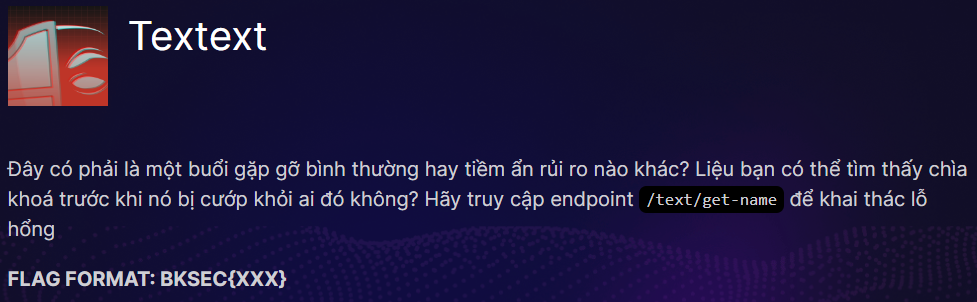 Textext
Đây có phải là một buổi gặp gỡ bình thường hay tiềm ẩn rủi ro nào khác? Liệu bạn có thể tìm thấy chìa
khoá trước khi nó bị cướp khỏi ai đó không? Hãy truy cập endpoint /text/get-name để khai thác lỗ
hổng
FLAG FORMAT: BKSEC{XXX}